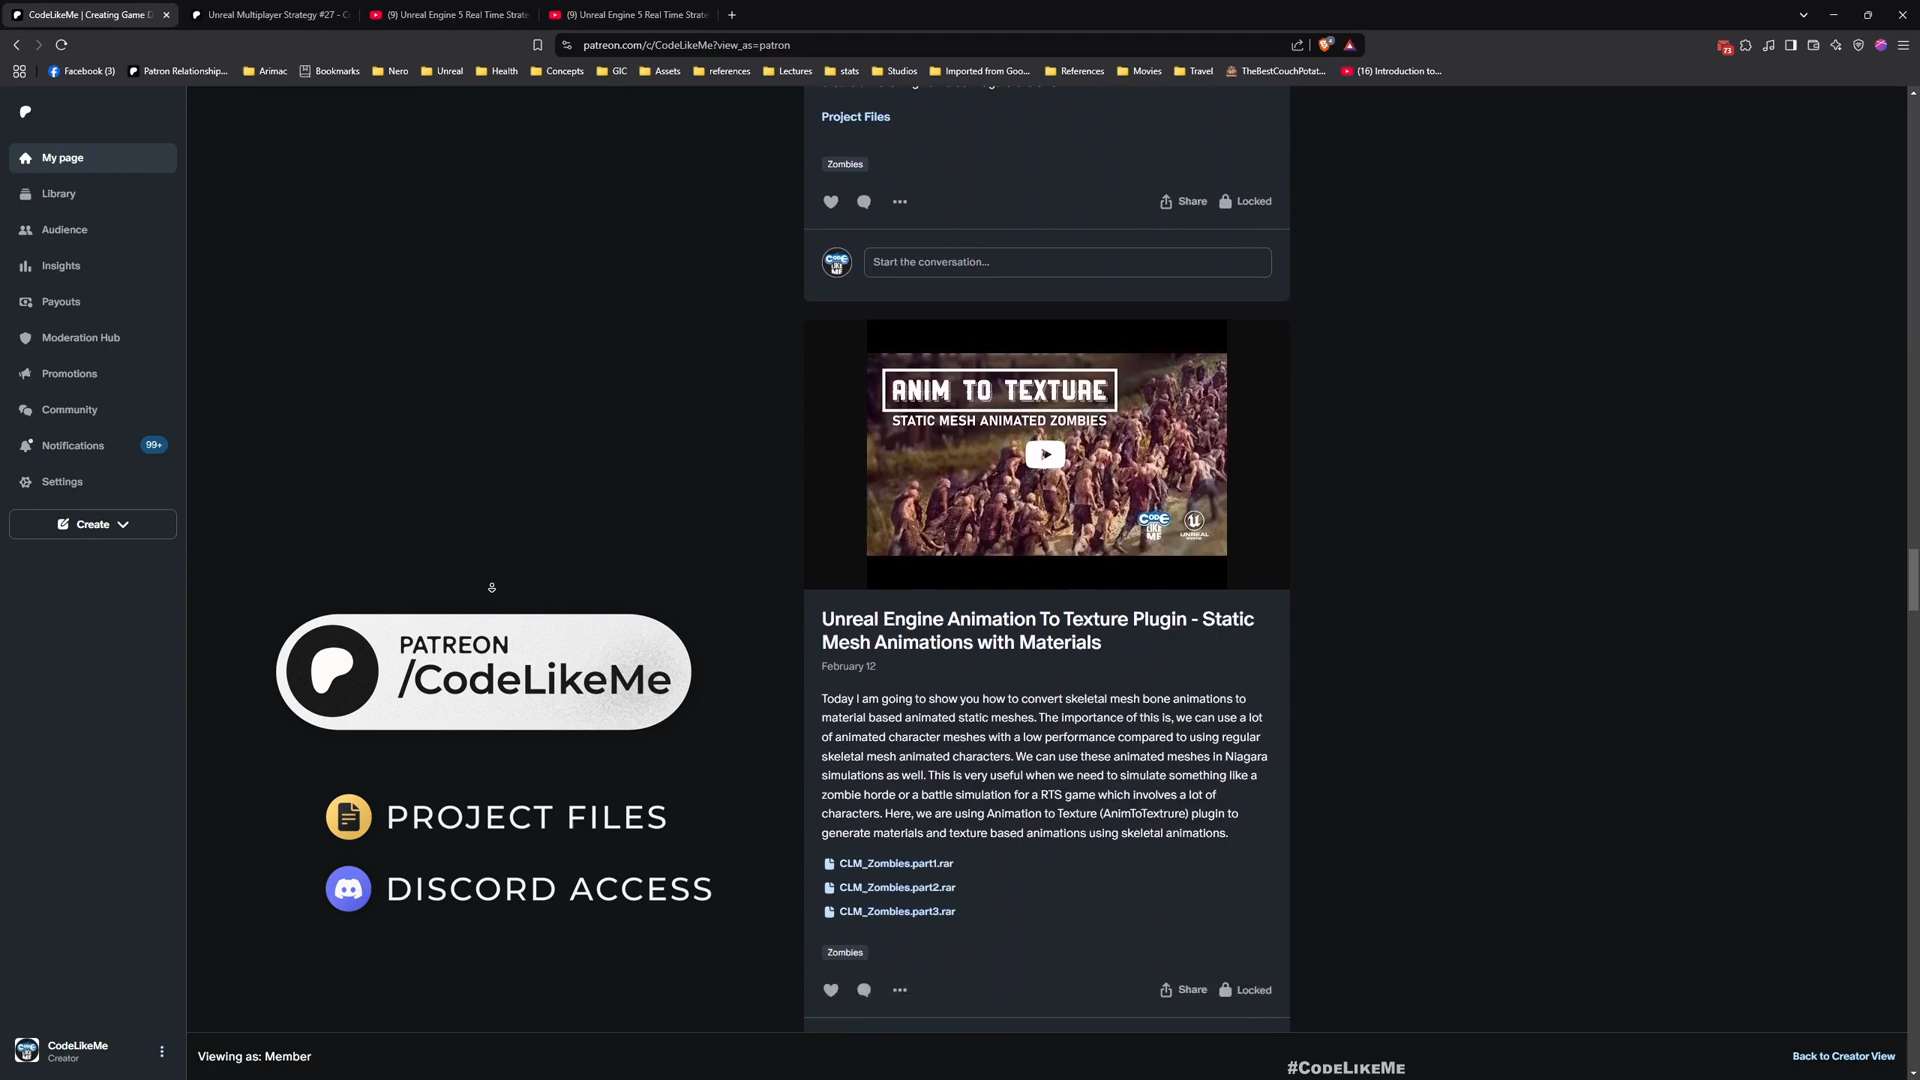 CodeLikeMe | Creating Game D
Unreal Multiplayer Strategy #27 - C
(9) Unreal Engine 5 Real Time Strate
(9) Unreal Engine 5 Real Time Strate
patreon.com/c/CodeLikeMe?view_as=patron
4
73
Facebook (3)
Patron Relationship...
Arimac
Bookmarks
Nero
Unreal
Health
Concepts
GIC
Assets
references
Lectures
stats
Studios
Imported from Goo...
References
Movies
Travel
TheBestCouchPotat...
(16) Introduction to...
My page
Library
Audience
Insights
Payouts
Moderation Hub
Promotions
Community
Notifications
99+
Settings
Create
CodeLikeMe
Creator
Project Files
Zombies
Share
Locked
CODE
LIKE
ME
Start the conversation...
ANIM TO TEXTURE
STATIC MESH ANIMATED ZOMBIES
CODE
LIKE
ME
UNREAL
Unreal Engine Animation To Texture Plugin - Static
Mesh Animations with Materials
February 12
Today I am going to show you how to convert skeletal mesh bone animations to
material based animated static meshes. The importance of this is, we can use a lot
of animated character meshes with a low performance compared to using regular
skeletal mesh animated characters. We can use these animated meshes in Niagara
simulations as well. This is very useful when we need to simulate something like a
zombie horde or a battle simulation for a RTS game which involves a lot of
characters. Here, we are using Animation to Texture (AnimToTextrure) plugin to
generate materials and texture based animations using skeletal animations.
CLM_Zombies.part1.rar
CLM_Zombies.part2.rar
CLM_Zombies.part3.rar
Zombies
Share
Locked
PATREON
/CodeLikeMe
PROJECT FILES
DISCORD ACCESS
Viewing as: Member
Back to Creator View
#CodeLikeMe